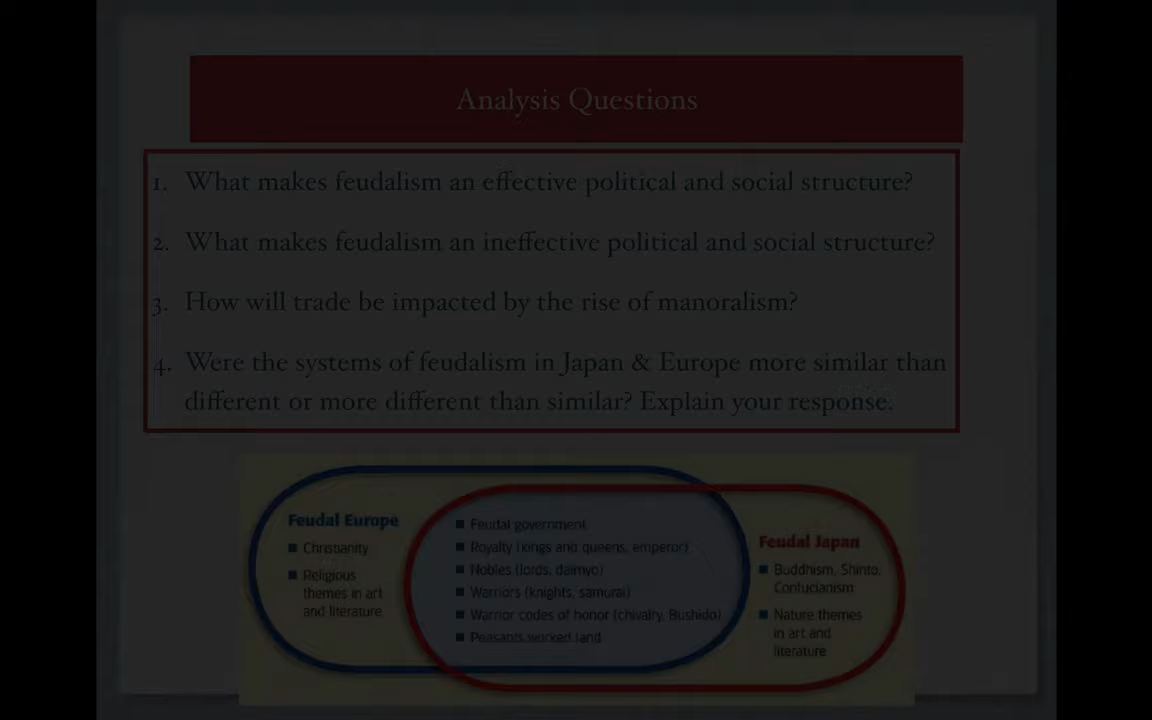 Analysis Questions
1. What makes feudalism an effective political and social structure?
2. What makes feudalism an ineffective political and social structure?
3. How will trade be impacted by the rise of manoralism?
4. Were the systems of feudalism in Japan & Europe more similar than
different or more different than similar? Explain your response.
Feudal Europe
■ Christianity
■ Religious
themes in art
and literature
■ Feudal government
■ Royalty (kings and queens, emperor)
■ Nobles (lords, daimyo)
■ Warriors (knights, samurai)
■ Warrior codes of honor (chivalry, Bushido)
■ Peasants worked land
Feudal Japan
■ Buddhism, Shinto,
Confucianism
■ Nature themes
in art and
literature